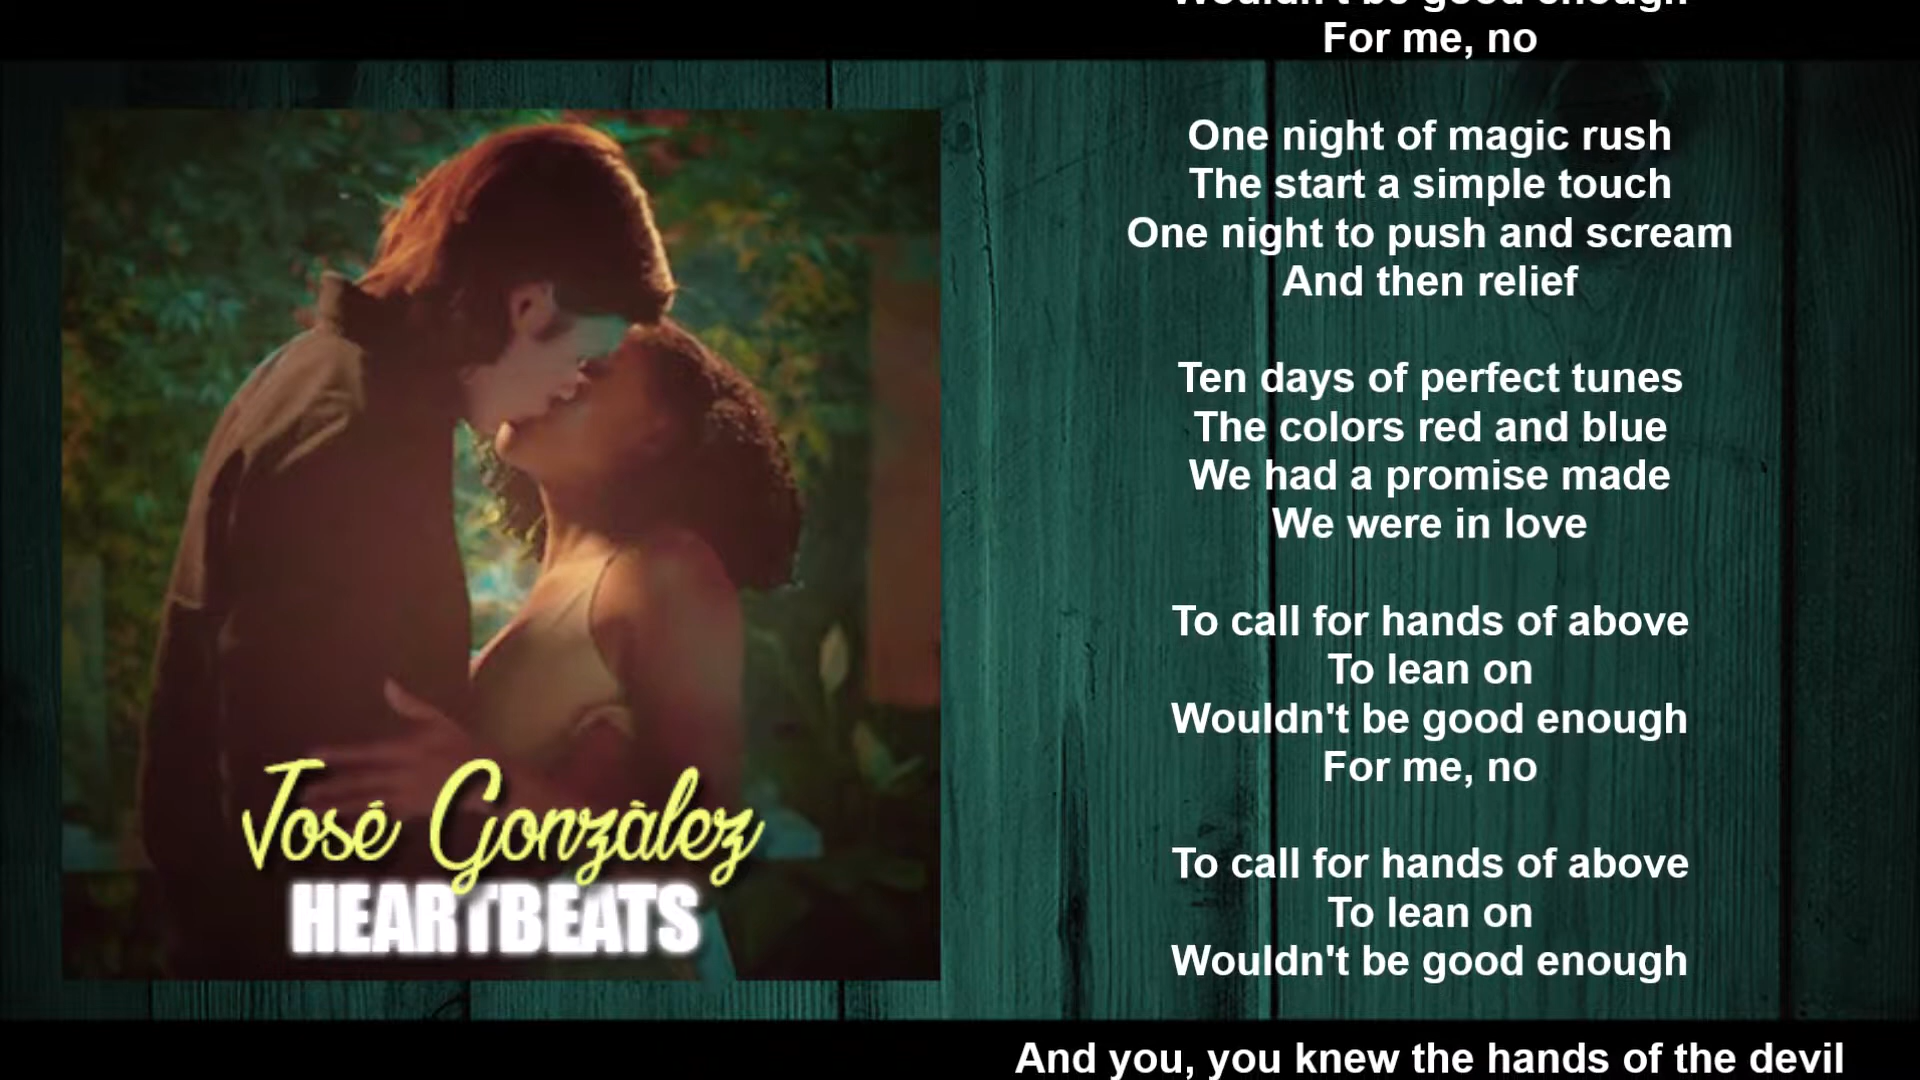 Wouldn't be good enough
For me, no
One night of magic rush
The start a simple touch
One night to push and scream
And then relief
Ten days of perfect tunes
The colors red and blue
We had a promise made
We were in love
To call for hands of above
To lean on
Wouldn't be good enough
For me, no
To call for hands of above
To lean on
Wouldn't be good enough
And you, you knew the hands of the devil
José Gonzàlez
HEARTBEATS